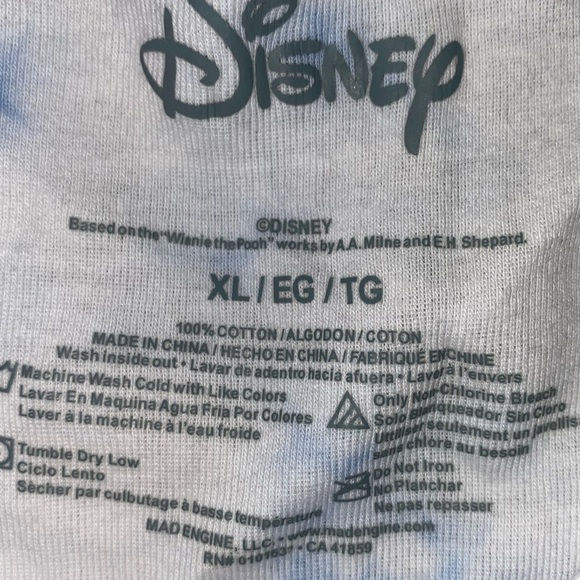 Disney
©DISNEY
Based on the "Winnie the Pooh" works by A.A. Milne and E.H. Shepard.
XL / EG / TG
100% COTTON / ALGODON / COTON
MADE IN CHINA / HECHO EN CHINA / FABRIQUÉ EN CHINE
Wash inside out • Lavar de adentro hacia afuera • Laver à l'envers
Machine Wash Cold with Like Colors
Lavar En Maquina Agua Fria Por Colores
Laver à la machine à l'eau froide
Only Non-Chlorine Bleach
Solo Blanqueador Sin Cloro
seulement un
chlore au besoin
Tumble Dry Low
Ciclo Lento
Sècher par culbutage à basse température
Do Not Iron
No Planchar
Ne pas repasser
MAD ENGINE, LLC. • www.madengine.com
CA 41859